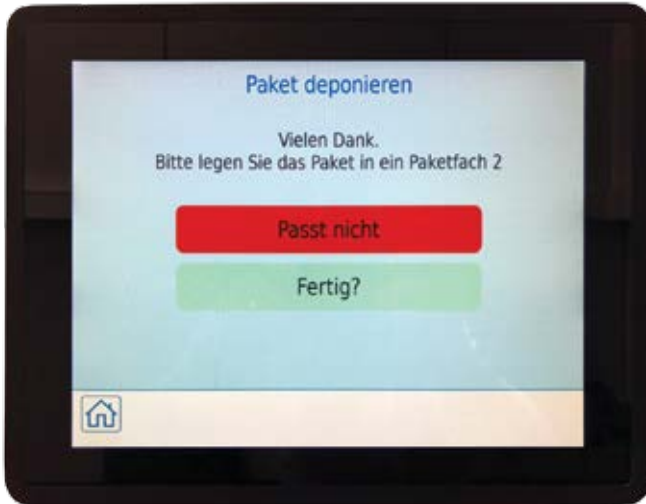 Paket deponieren
Vielen Dank.
Bitte legen Sie das Paket in ein Paketfach 2
Passt nicht
Fertig?